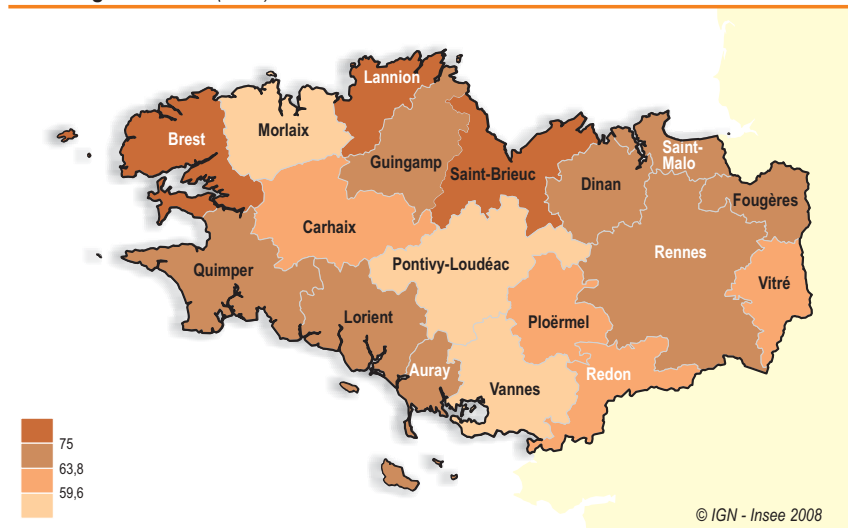 Lannion
Brest
Morlaix
Guingamp
Saint-Brieuc
Saint-
Malo
Dinan
Fougères
Carhaix
Rennes
Quimper
Pontivy-Loudéac
Vitré
Lorient
Ploërmel
Auray
Vannes
Redon
75
63,8
59,6
© IGN - Insee 2008